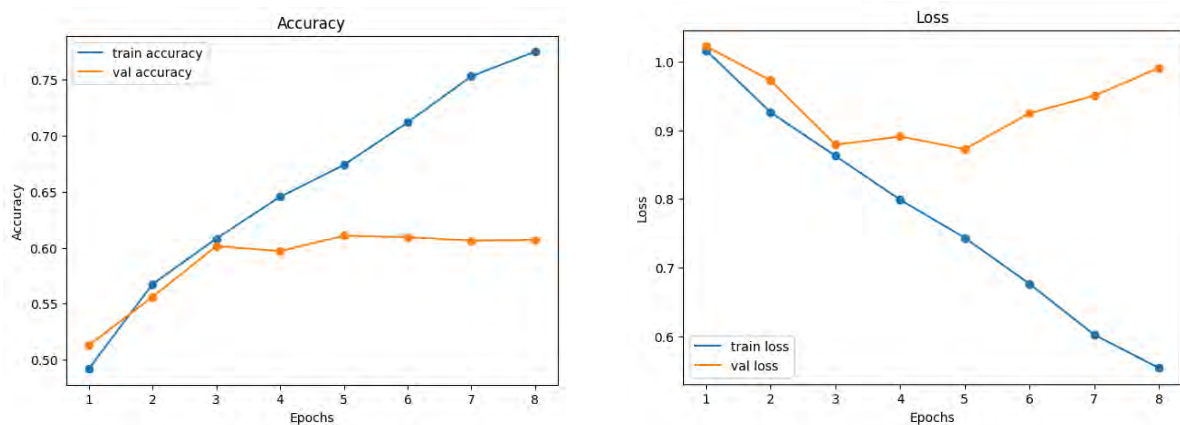 Accuracy
train accuracy
val accuracy
0.75
0.70
0.65
0.60
0.55
0.50
Accuracy
1 2 3 4 5 6 7 8
Epochs
Loss
1.0
0.9
0.8
0.7
0.6
Loss
train loss
val loss
1 2 3 4 5 6 7 8
Epochs